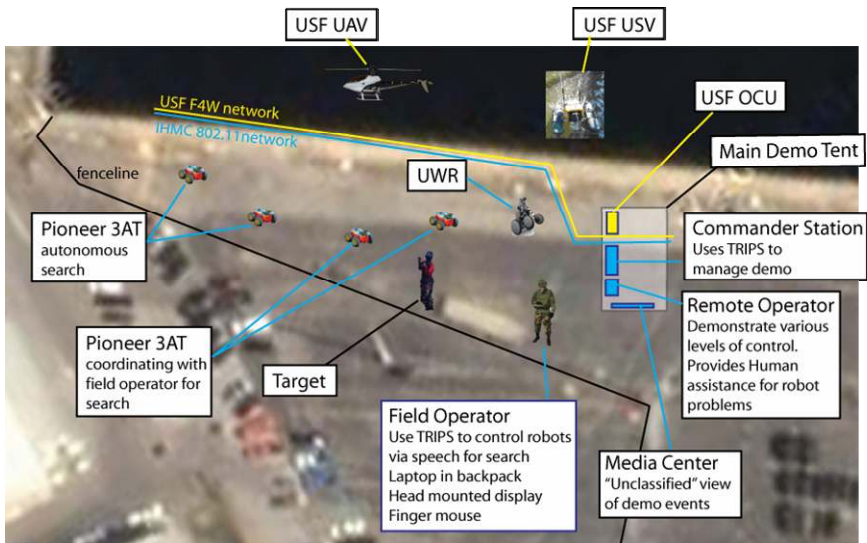 USF UAV
USF USV
USF F4W network
IHMC 802.11network
USF OCU
Main Demo Tent
fenceline
UWR
Pioneer 3AT
autonomous
search
Commander Station
Uses TRIPS to
manage demo
Remote Operator
Demonstrate various
levels of control.
Provides Human
assistance for robot
problems
Pioneer 3AT
coordinating with
field operator for
search
Target
Field Operator
Use TRIPS to control robots
via speech for search
Laptop in backpack
Head mounted display
Finger mouse
Media Center
"Unclassified" view
of demo events